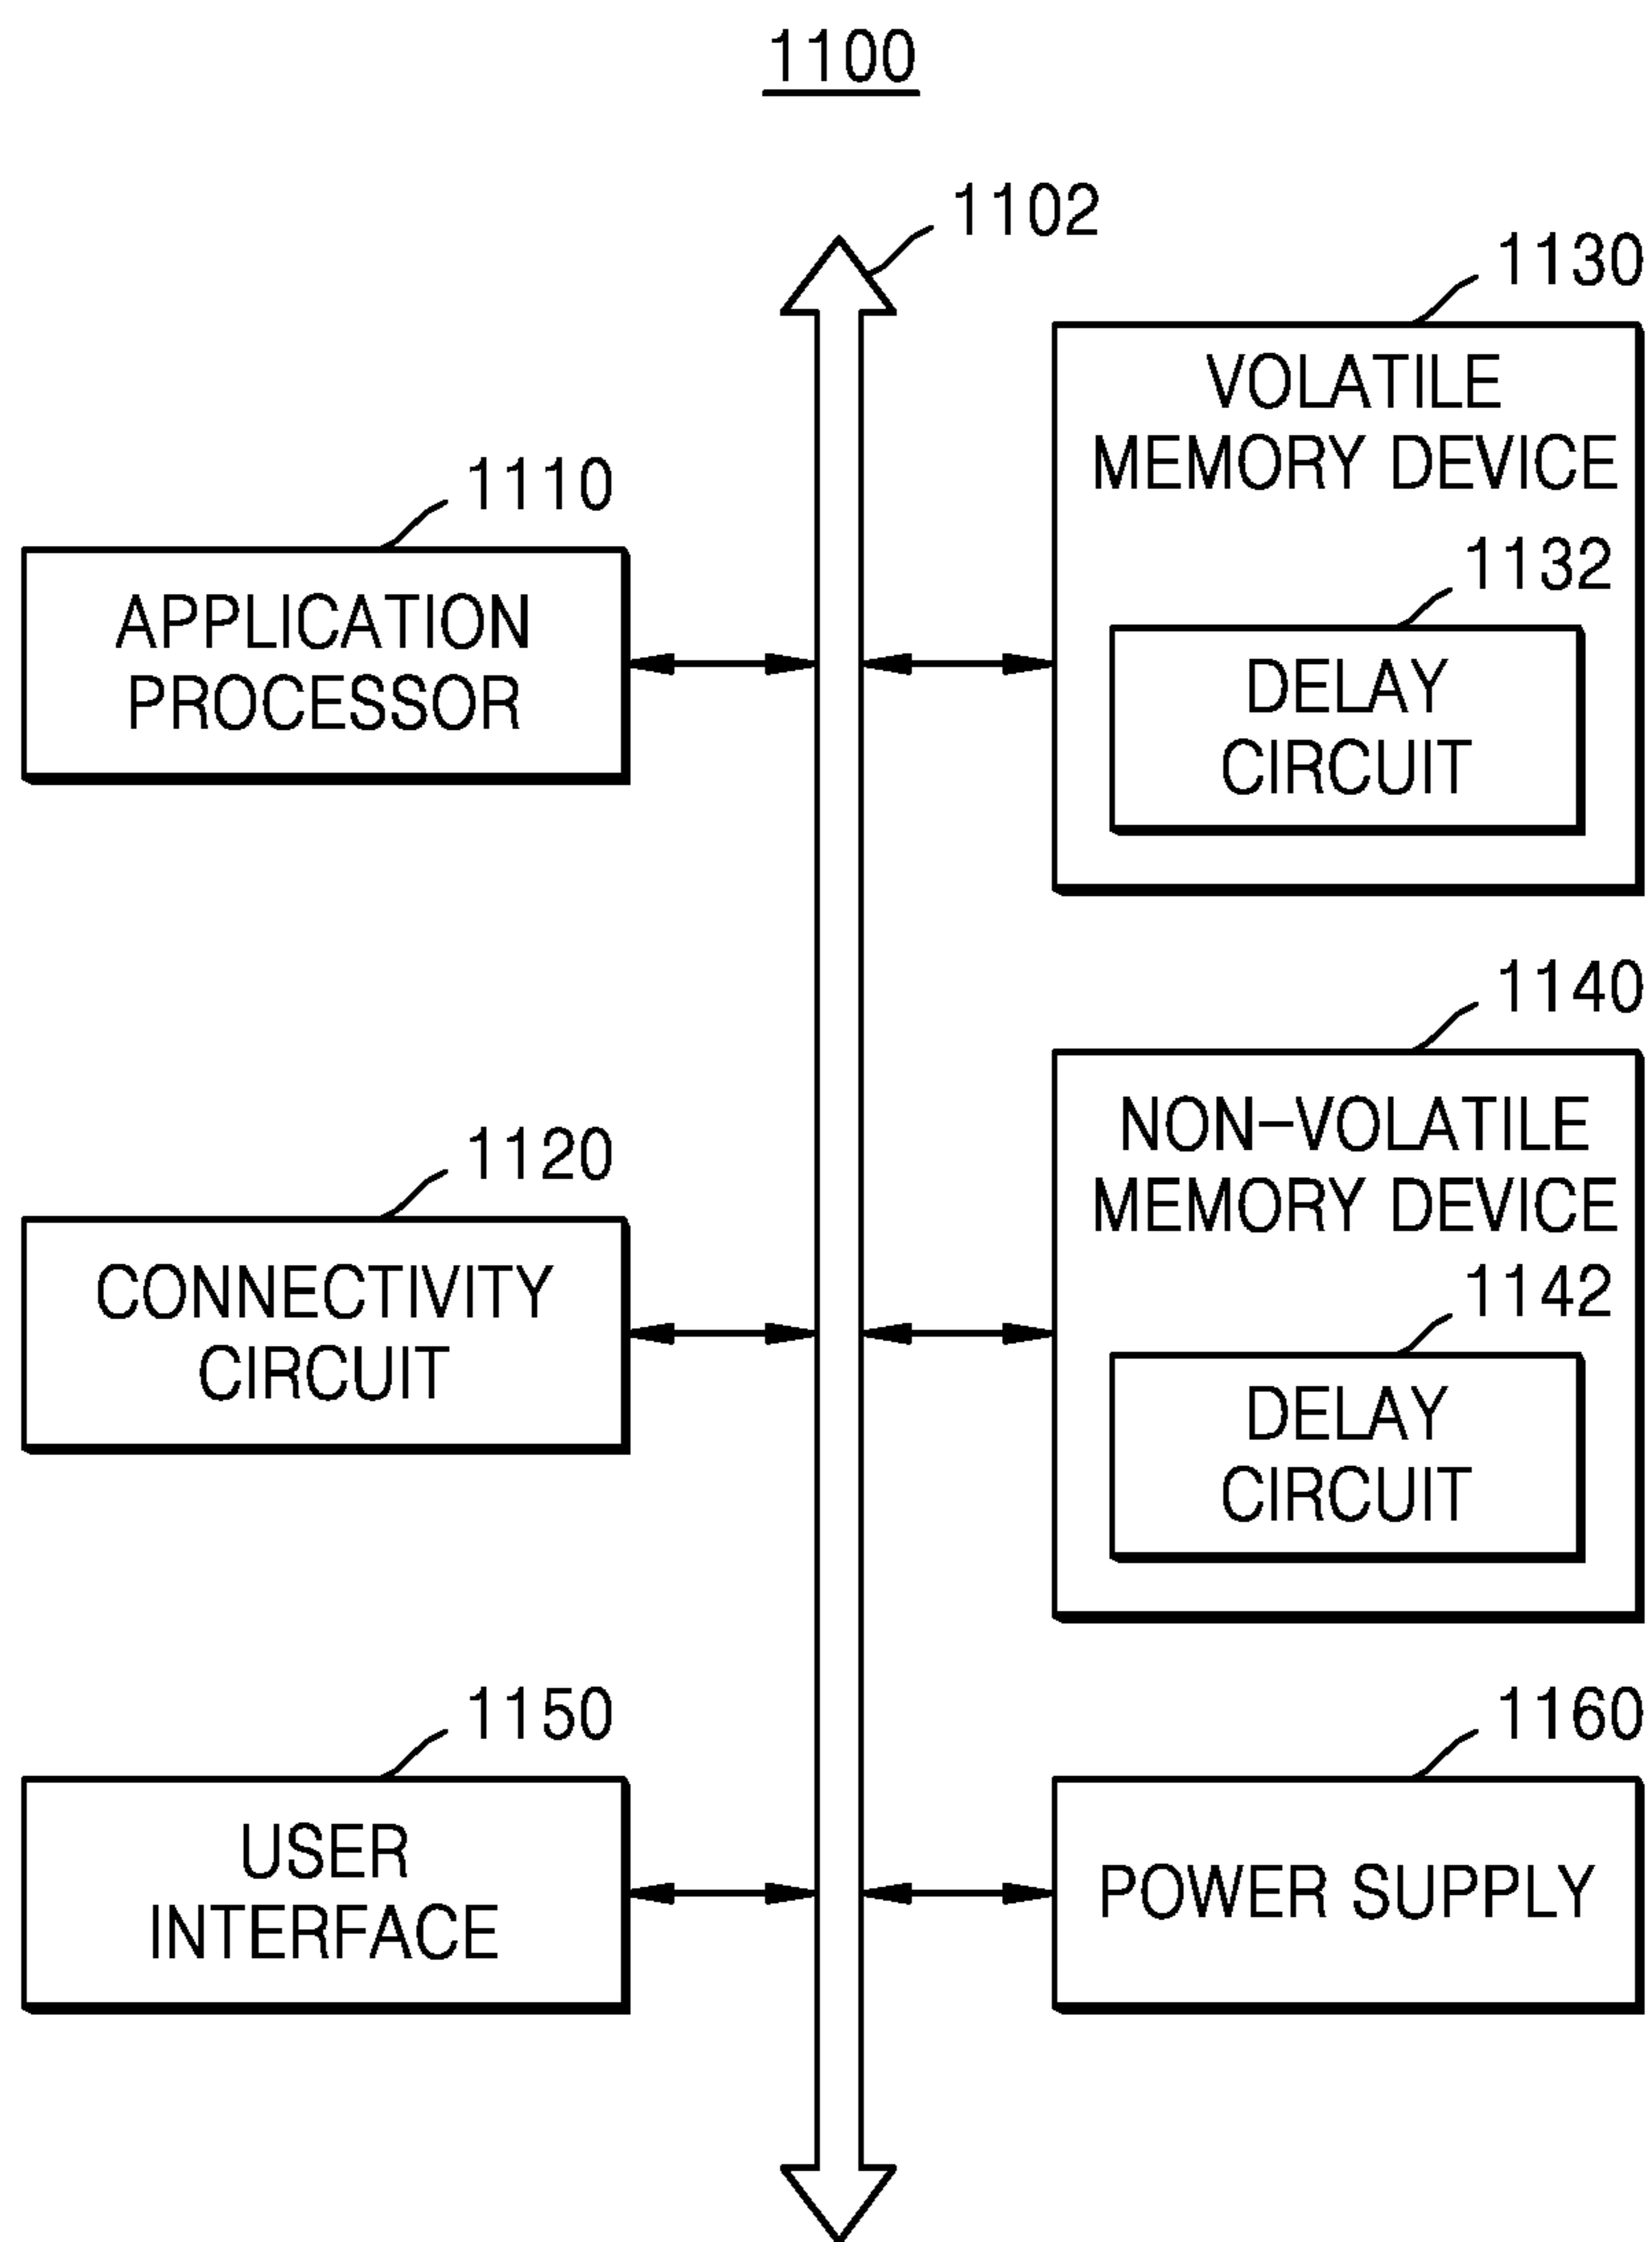 1100
1102
1130
VOLATILE
MEMORY DEVICE
1132
DELAY
CIRCUIT
1110
APPLICATION
PROCESSOR
1140
NON-VOLATILE
MEMORY DEVICE
1142
DELAY
CIRCUIT
1120
CONNECTIVITY
CIRCUIT
1150
USER
INTERFACE
1160
POWER SUPPLY